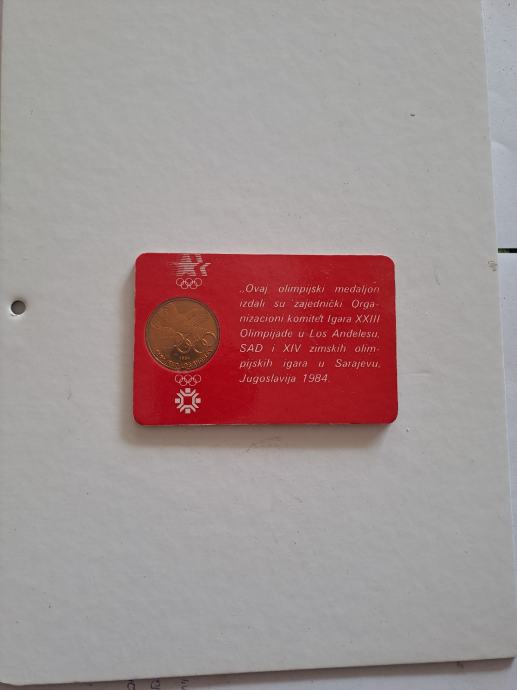 „Ovaj olimpijski medaljon
izdali su zajednički Orga-
nizacioni komitet Igara XXIII
Olimpijade u Los Anđelesu,
SAD i XIV zimskih olim-
pijskih igara u Sarajevu,
Jugoslavija 1984.
1984